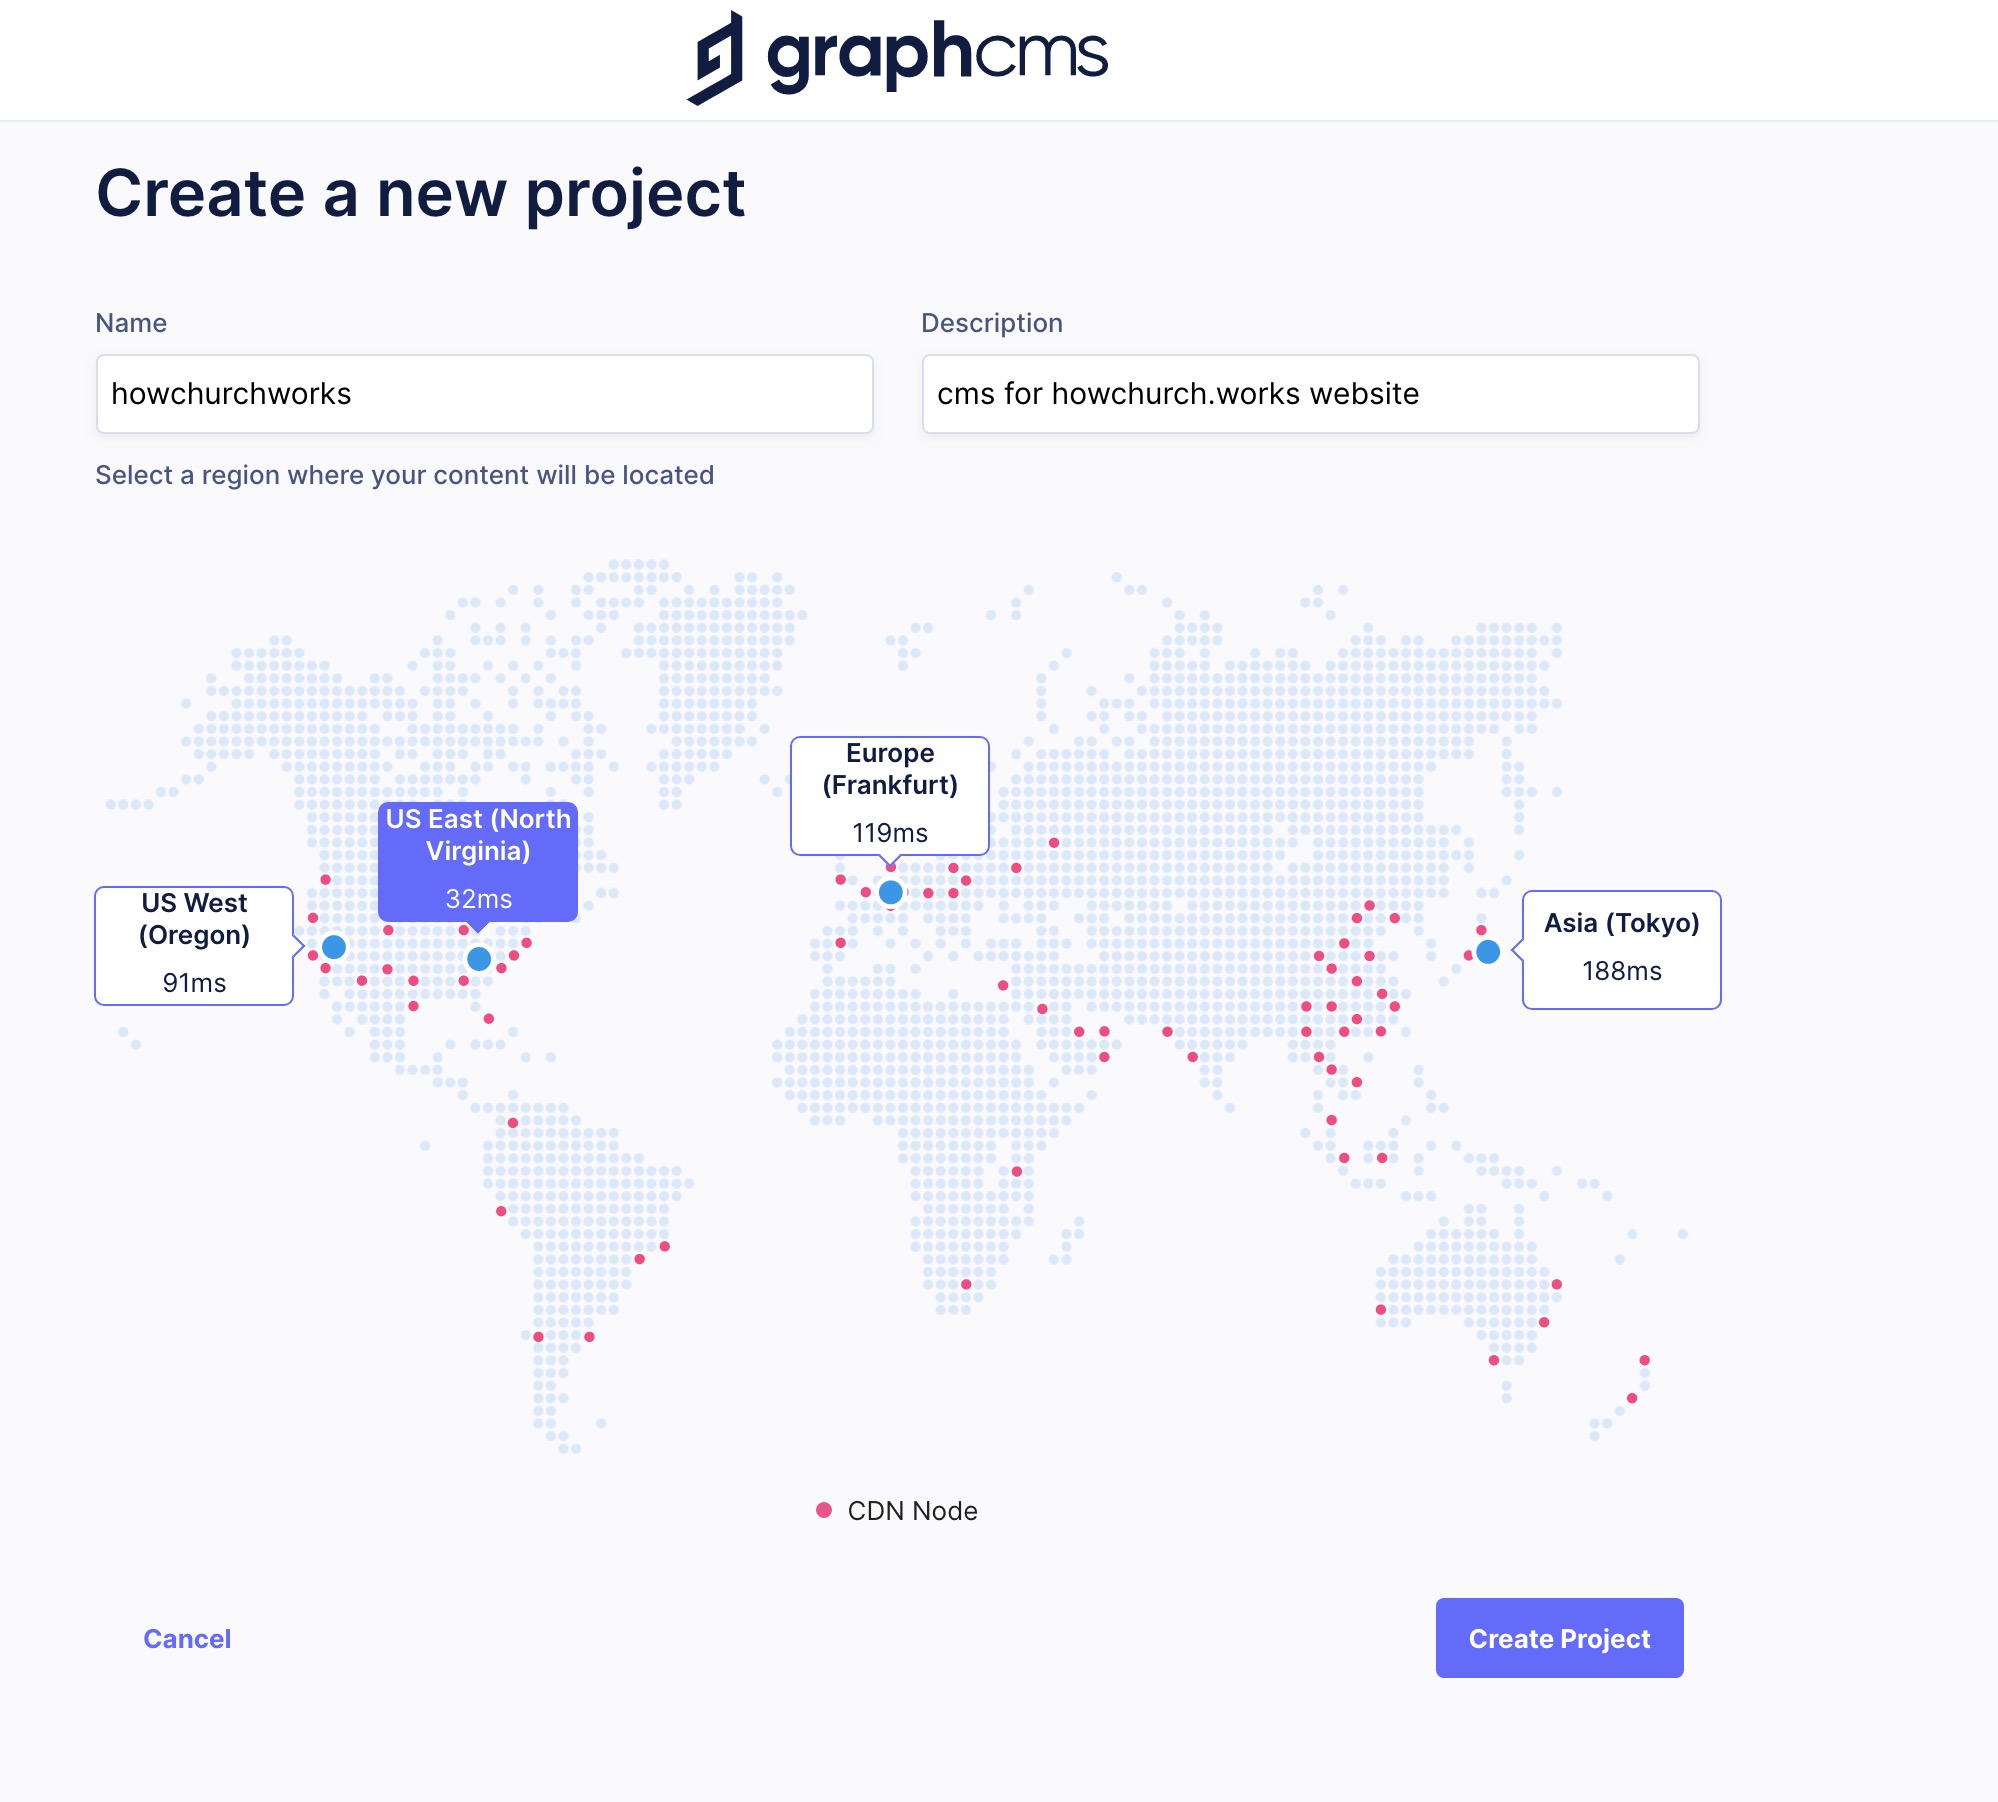 graphcms
Create a new project
Name
Description
howchurchworks
cms for howchurch.works website
Select a region where your content will be located
Europe
(Frankfurt)
119ms
US East (North
Virginia)
32ms
US West
(Oregon)
91ms
Asia (Tokyo)
188ms
CDN Node
Cancel
Create Project